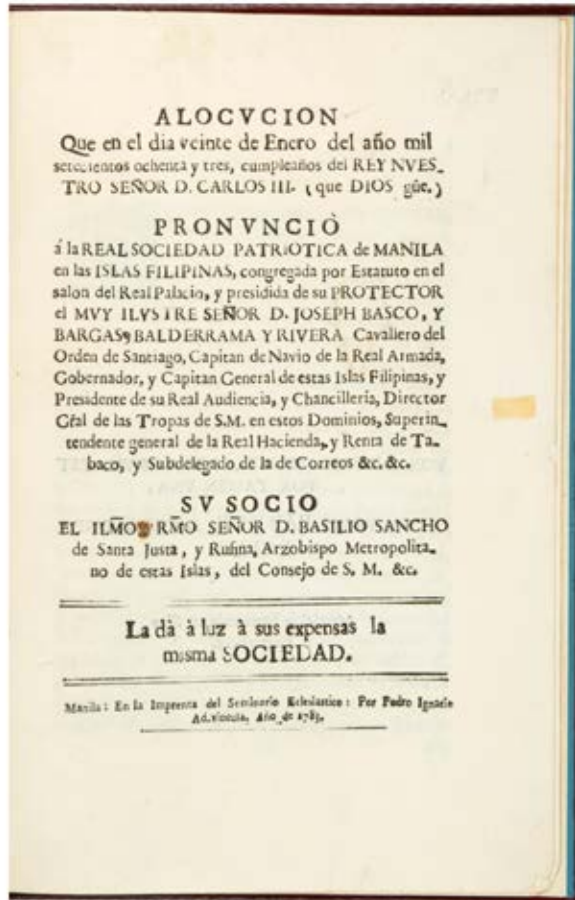 ALOCVCION
Que en el dia veinte de Enero del año mil
setecientos ochenta y tres, cumpleaños del REY NVES_
TRO SEÑOR D. CARLOS III. (que DIOS gûe.)
PRONVNCIÒ
á la REAL SOCIEDAD PATRIOTICA de MANILA
en las ISLAS FILIPINAS, congregada por Estatuto en el
salon del Real Palacio, y presidida de su PROTECTOR
el MVY ILVSTRE SEÑOR D. JOSEPH BASCO, Y
BARGAS, BALDERRAMA Y RIVERA Cavallero del
Orden de Santiago, Capitan de Navio de la Real Armada,
Gobernador, y Capitan General de estas Islas Filipinas, y
Presidente de su Real Audiencia, y Chancilleria, Director
Gral de las Tropas de S.M. en estos Dominios, Superin_
tendente general de la Real Hacienda, y Renta de Ta_
baco, y Subdelegado de la de Correos &c. &c.
SV SOCIO
EL ILM̃O RM̃O SEÑOR D. BASILIO SANCHO
de Santa Justa, y Rufina, Arzobispo Metropolita_
no de estas Islas, del Consejo de S. M. &c.
La dà à luz à sus expensas la
misma SOCIEDAD.
Manila: En la Imprenta del Seminario Eclesiastico: Por Pedro Ignacio
Ad.vincula, Año de 1783.